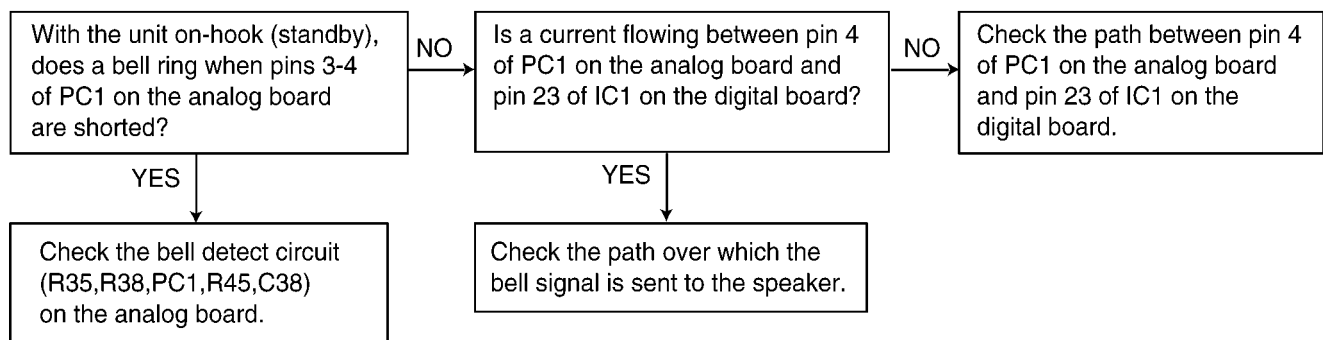 With the unit on-hook (standby),
does a bell ring when pins 3-4
of PC1 on the analog board
are shorted?
NO
Is a current flowing between pin 4
of PC1 on the analog board and
pin 23 of IC1 on the digital board?
NO
Check the path between pin 4
of PC1 on the analog board
and pin 23 of IC1 on the
digital board.
YES
YES
Check the bell detect circuit
(R35,R38,PC1,R45,C38)
on the analog board.
Check the path over which the
bell signal is sent to the speaker.